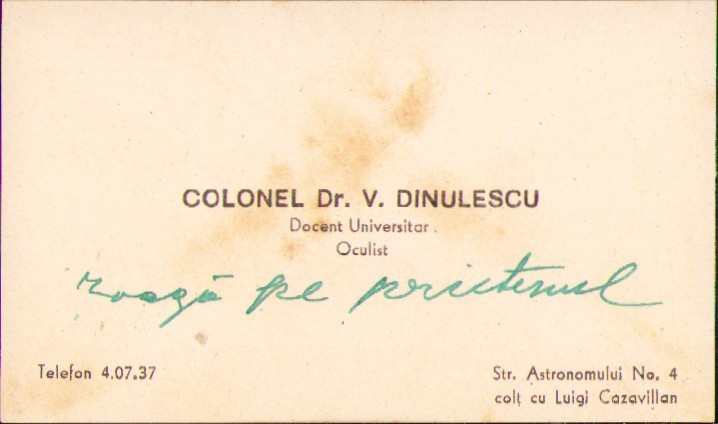 COLONEL Dr. V. DINULESCU
Docent Universitar
Oculist
roagă pe prietenul
Telefon 4.07.37
Str. Astronomului No. 4
colț cu Luigi Cazavillan